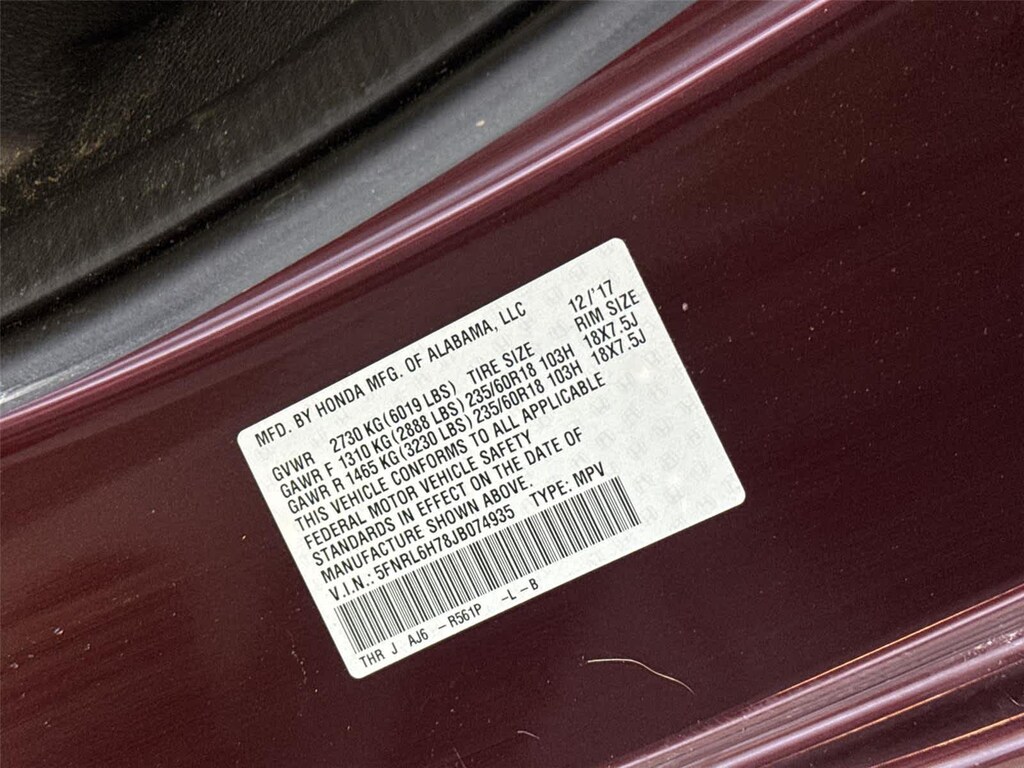 MFD. BY HONDA MFG. OF ALABAMA, LLC 12/'17
GVWR 2730 KG(6019 LBS) TIRE SIZE RIM SIZE
GAWR F 1310 KG(2888 LBS) 235/60R18 103H 18X7.5J
GAWR R 1465 KG(3230 LBS) 235/60R18 103H 18X7.5J
THIS VEHICLE CONFORMS TO ALL APPLICABLE
FEDERAL MOTOR VEHICLE SAFETY
STANDARDS IN EFFECT ON THE DATE OF
MANUFACTURE SHOWN ABOVE.
V.I.N.: 5FNRL6H78JB074935 TYPE: MPV
THR J AJ6 -R561P -L-B